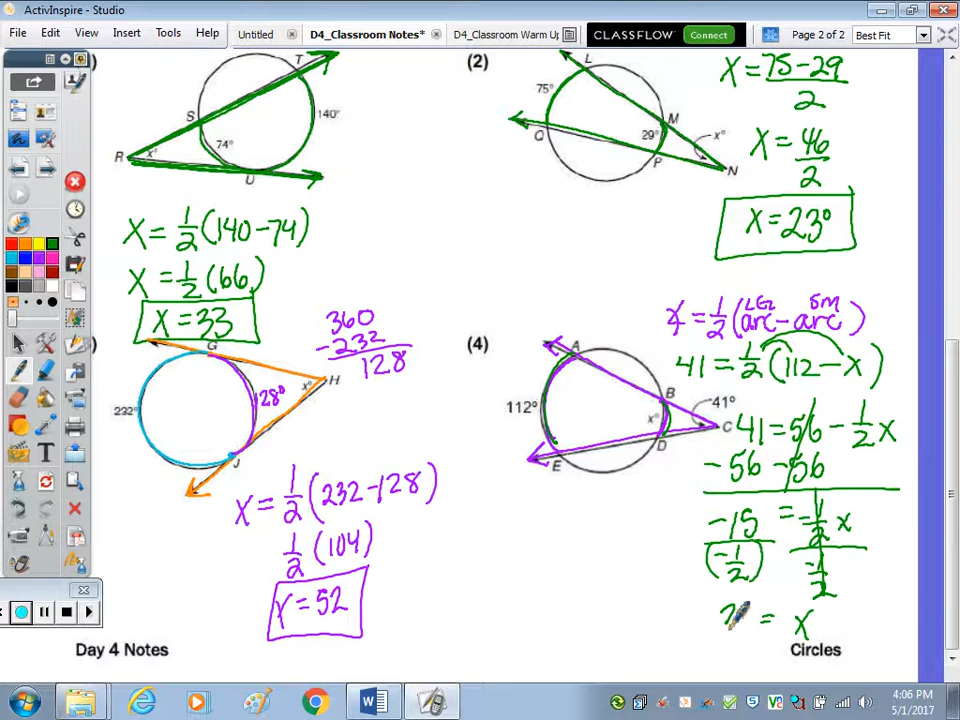 ActivInspire - Studio
File Edit View Insert Tools Help
Untitled
D4_Classroom Notes*
D4_Classroom Warm Up
CLASSFLOW
Connect
Page 2 of 2
Best Fit
)
T
S
140°
74°
R
x°
U
X = 1/2 (140 - 74)
X = 1/2 (66)
X = 33
(2)
L
75°
M
Q
29°
P
x°
N
X = 75 - 29 / 2
X = 46 / 2
X = 23°
)
G
H
x°
128°
232°
J
360
- 232
128
X = 1/2 (232 - 128)
1/2 (104)
X = 52
(4)
A
B
112°
41°
x°
C
D
E
LG SM
= 1/2 (arc - arc)
41 = 1/2 (112 - X)
41 = 56 - 1/2 X
- 56 - 56
-15 = -1/2 x
(-1/2) -1/2
= X
Day 4 Notes
Circles
4:06 PM
5/1/2017